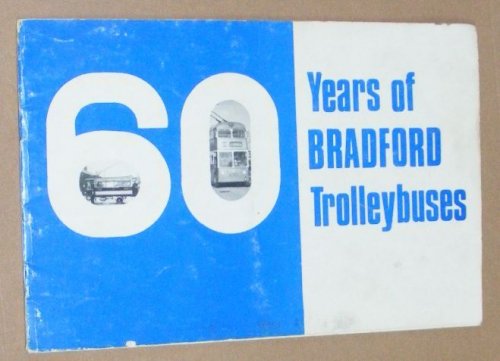 60
Years of
BRADFORD
Trolleybuses